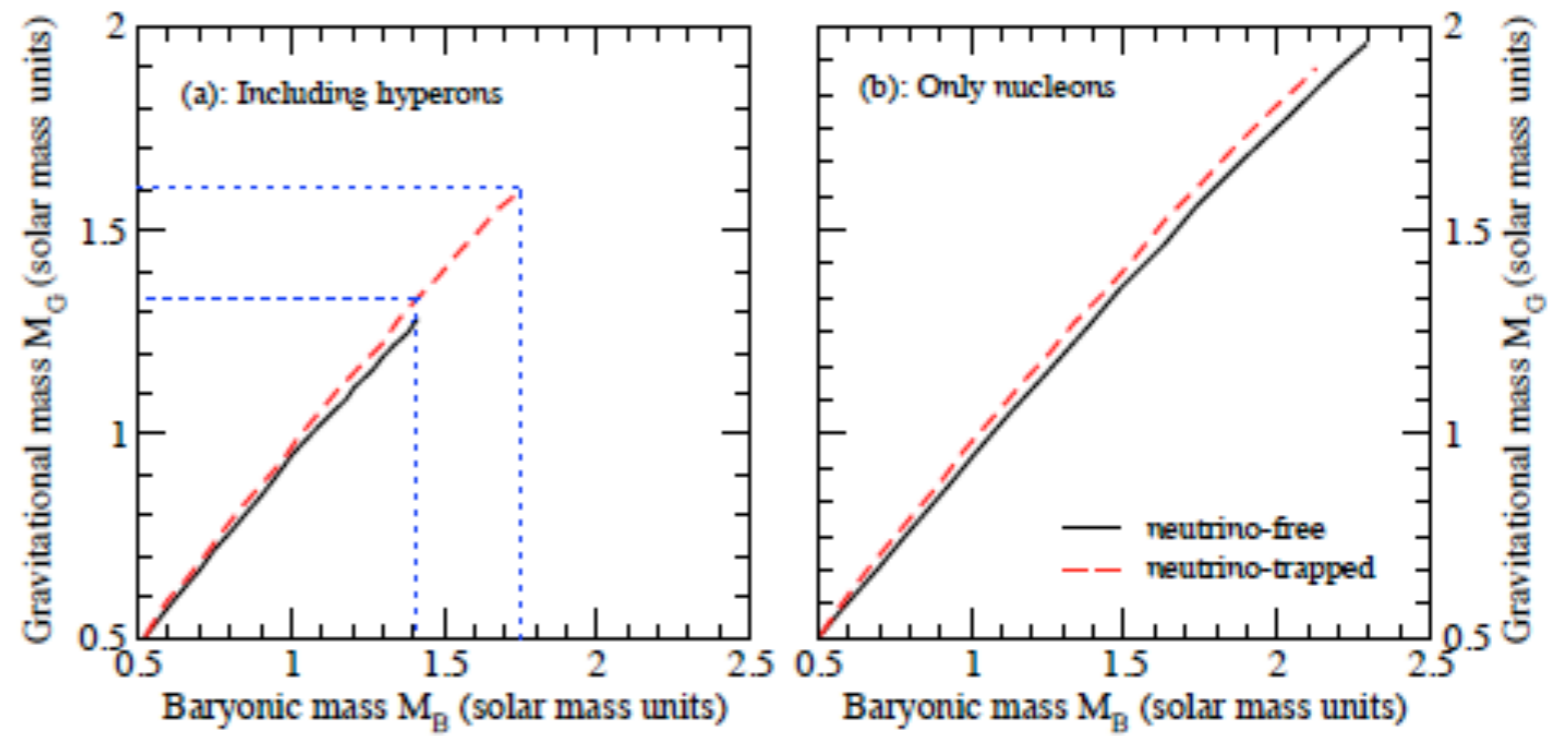 Gravitational mass M_G (solar mass units)
2
1.5
1
0.5
(a): Including hyperons
0.5 1 1.5 2 2.5
Baryonic mass M_B (solar mass units)
(b): Only nucleons
neutrino-free
neutrino-trapped
0.5 1 1.5 2 2.5
Baryonic mass M_B (solar mass units)
2
1.5
1
0.5
Gravitational mass M_G (solar mass units)